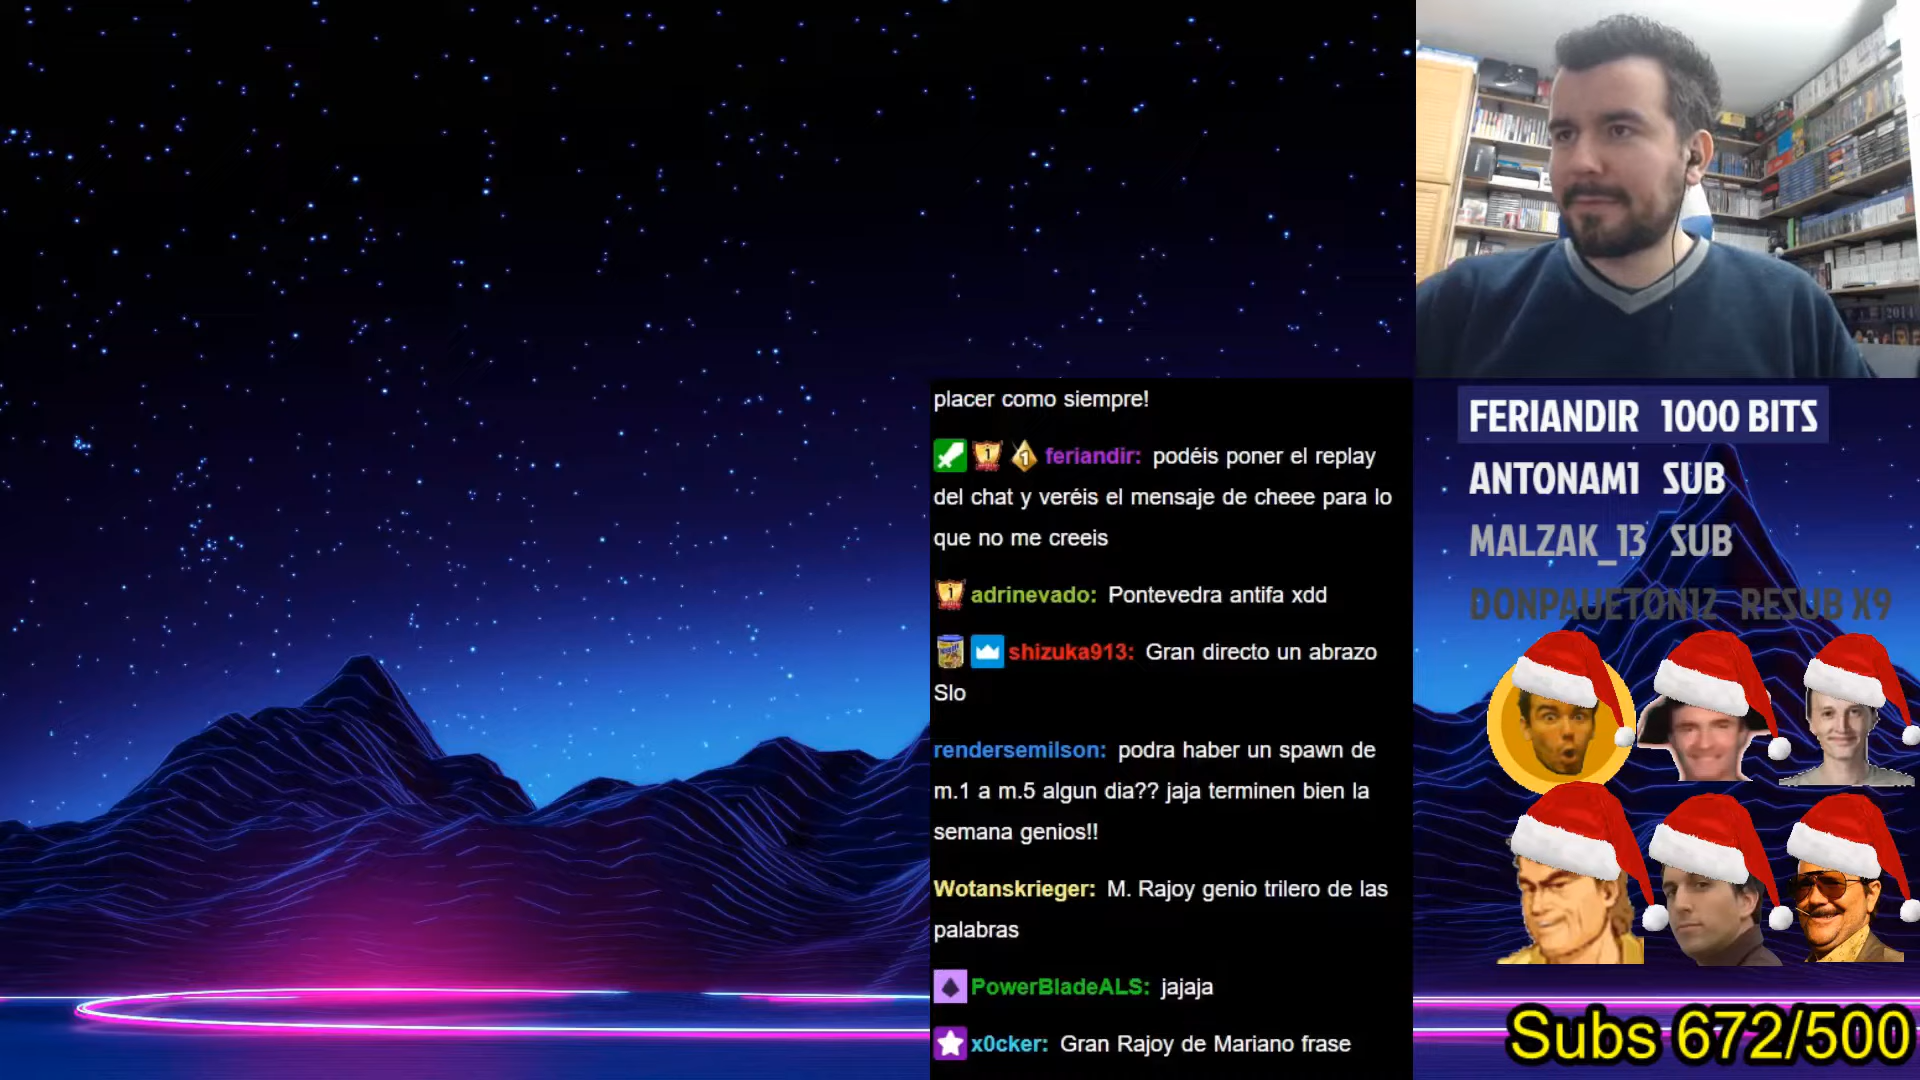 placer como siempre!
feriandir: podéis poner el replay
del chat y veréis el mensaje de cheee para lo
que no me creeis
adrinevado: Pontevedra antifa xdd
shizuka913: Gran directo un abrazo
Slo
rendersemilson: podra haber un spawn de
m.1 a m.5 algun dia?? jaja terminen bien la
semana genios!!
Wotanskrieger: M. Rajoy genio trilero de las
palabras
PowerBladeALS: jajaja
x0cker: Gran Rajoy de Mariano frase
2014
FERIANDIR 1000 BITS
ANTONAM1 SUB
MALZAK_13 SUB
DONPAUETON12 RESUB X9
Subs 672/500